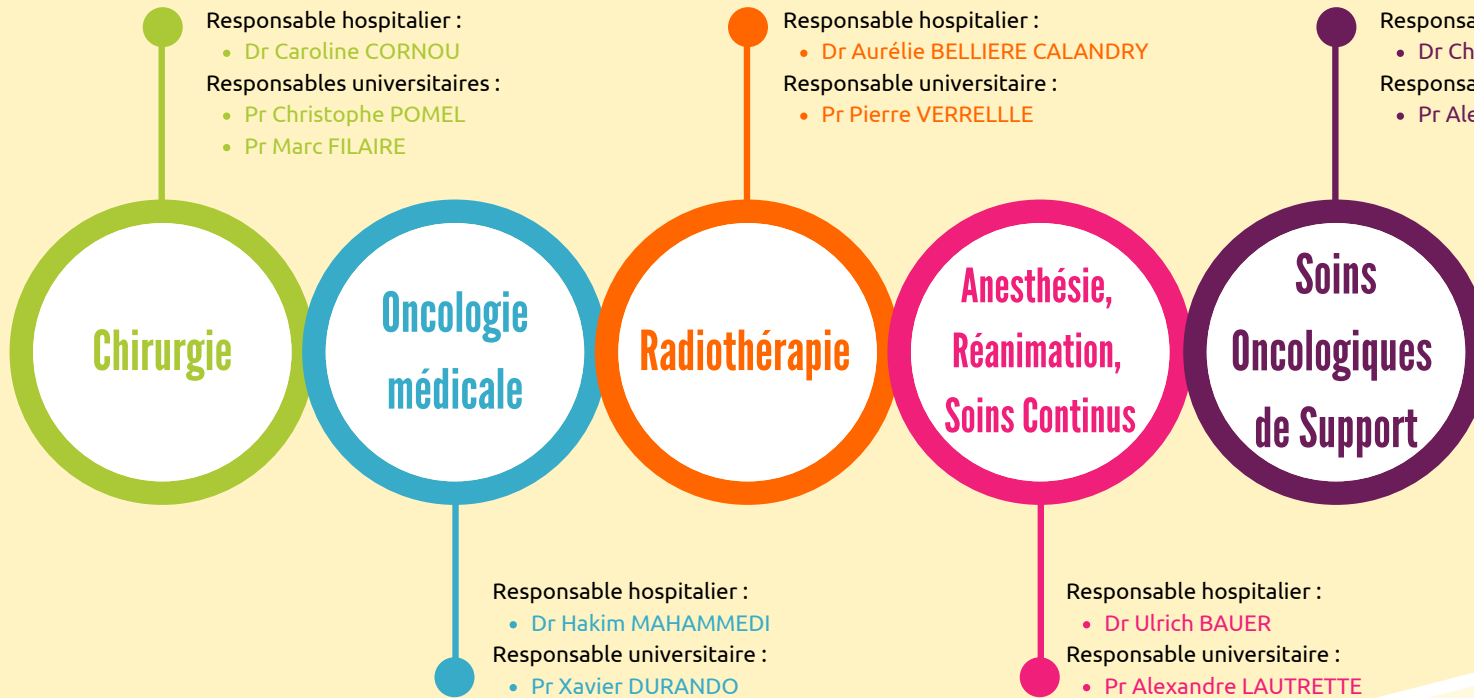 Responsable hospitalier :
• Dr Caroline CORNOU
Responsables universitaires :
• Pr Christophe POMEL
• Pr Marc FILAIRE
Responsable hospitalier :
• Dr Aurélie BELLIERE CALANDRY
Responsable universitaire :
• Pr Pierre VERRELLLE
• Dr
• Pr
Chirurgie
Oncologie
médicale
Radiothérapie
Anesthésie,
Réanimation,
Soins Continus
Soins
Oncologiques
de Support
Responsable hospitalier :
• Dr Hakim MAHAMMEDI
Responsable universitaire :
• Pr Xavier DURANDO
Responsable hospitalier :
• Dr Ulrich BAUER
Responsable universitaire :
• Pr Alexandre LAUTRETTE